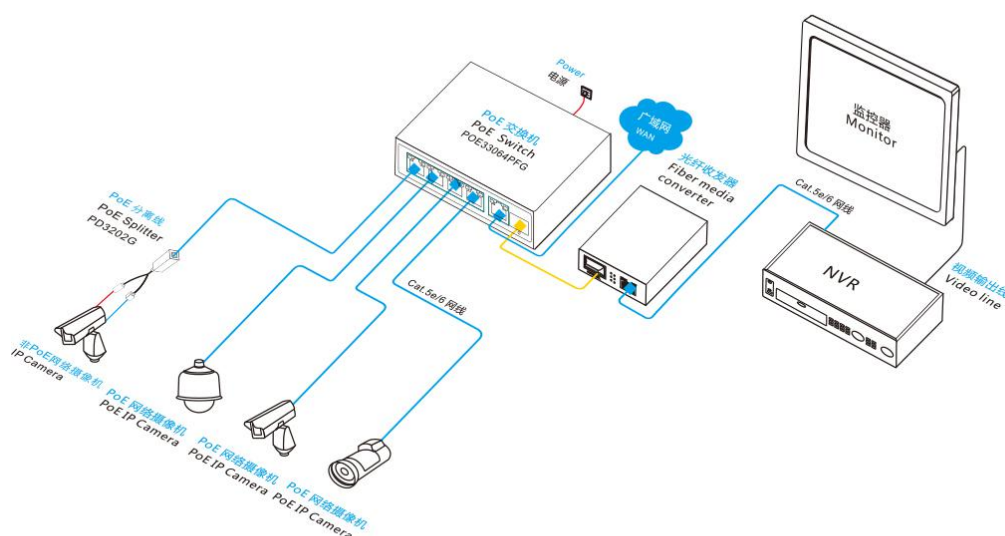 Power
电源
PoE 交换机
PoE Switch
POE33064PFG
广域网
WAN
光纤收发器
Fiber media
converter
监控器
Monitor
Cat.5e/6 网线
NVR
视频输出线
Video line
PoE 分离线
PoE Splitter
PD3202G
Cat.5e/6 网线
非PoE网络摄像机
IP Camera
PoE 网络摄像机
PoE IP Camera
PoE 网络摄像机
PoE IP Camera
PoE 网络摄像机
PoE IP Camera